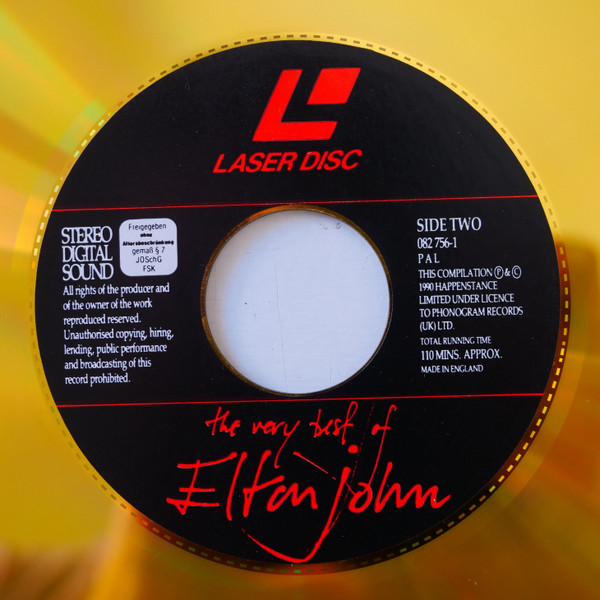 LASER DISC
STEREO
DIGITAL
SOUND
Freigegeben
ohne
Altersbeschränkung
gemäß § 7
JÖSchG
FSK
All rights of the producer and
of the owner of the work
reproduced reserved.
Unauthorised copying, hiring,
lending, public performance
and broadcasting of this
record prohibited.
SIDE TWO
082 756-1
PAL
THIS COMPILATION Ⓟ & ©
1990 HAPPENSTANCE
LIMITED UNDER LICENCE
TO PHONOGRAM RECORDS
(UK) LTD.
TOTAL RUNNING TIME
110 MINS. APPROX.
MADE IN ENGLAND
the very best of
Elton john